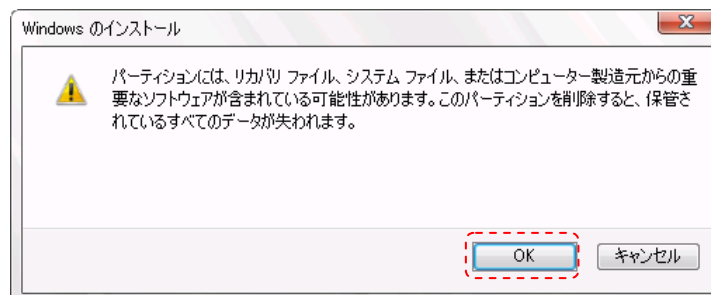 Windows のインストール
パーティションには、リカバリ ファイル、システム ファイル、またはコンピューター製造元からの重
要なソフトウェアが含まれている可能性があります。このパーティションを削除すると、保管さ
れているすべてのデータが失われます。
OK
キャンセル